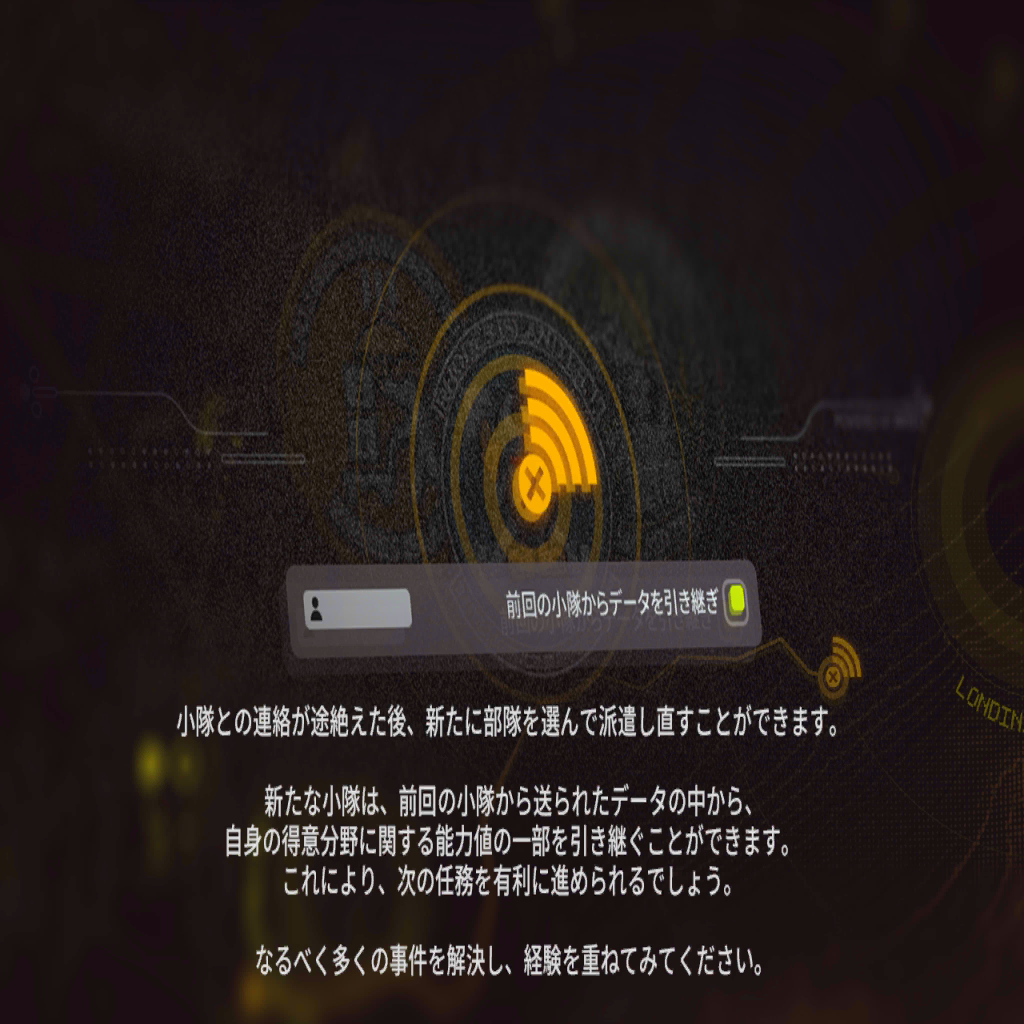 前回の小隊からデータを引き継ぎ
LONDIN
小隊との連絡が途絶えた後、新たに部隊を選んで派遣し直すことができます。
新たな小隊は、前回の小隊から送られたデータの中から、
自身の得意分野に関する能力値の一部を引き継ぐことができます。
これにより、次の任務を有利に進められるでしょう。
なるべく多くの事件を解決し、経験を重ねてみてください。